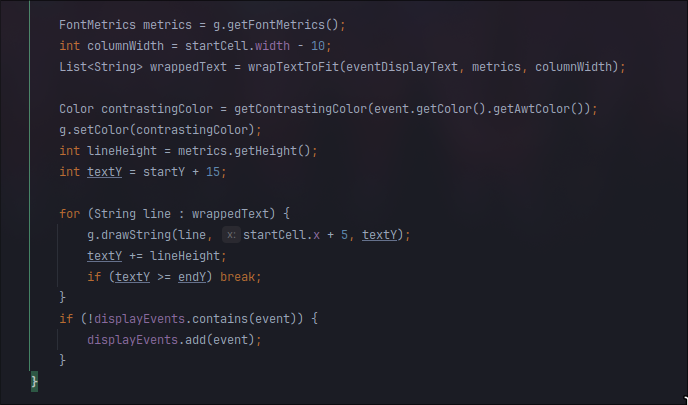 FontMetrics metrics = g.getFontMetrics();
int columnWidth = startCell.width - 10;
List<String> wrappedText = wrapTextToFit(eventDisplayText, metrics, columnWidth);
Color contrastingColor = getContrastingColor(event.getColor().getAwtColor());
g.setColor(contrastingColor);
int lineHeight = metrics.getHeight();
int textY = startY + 15;
for (String line : wrappedText) {
g.drawString(line, x: startCell.x + 5, textY);
textY += lineHeight;
if (textY >= endY) break;
}
if (!displayEvents.contains(event)) {
displayEvents.add(event);
}
}